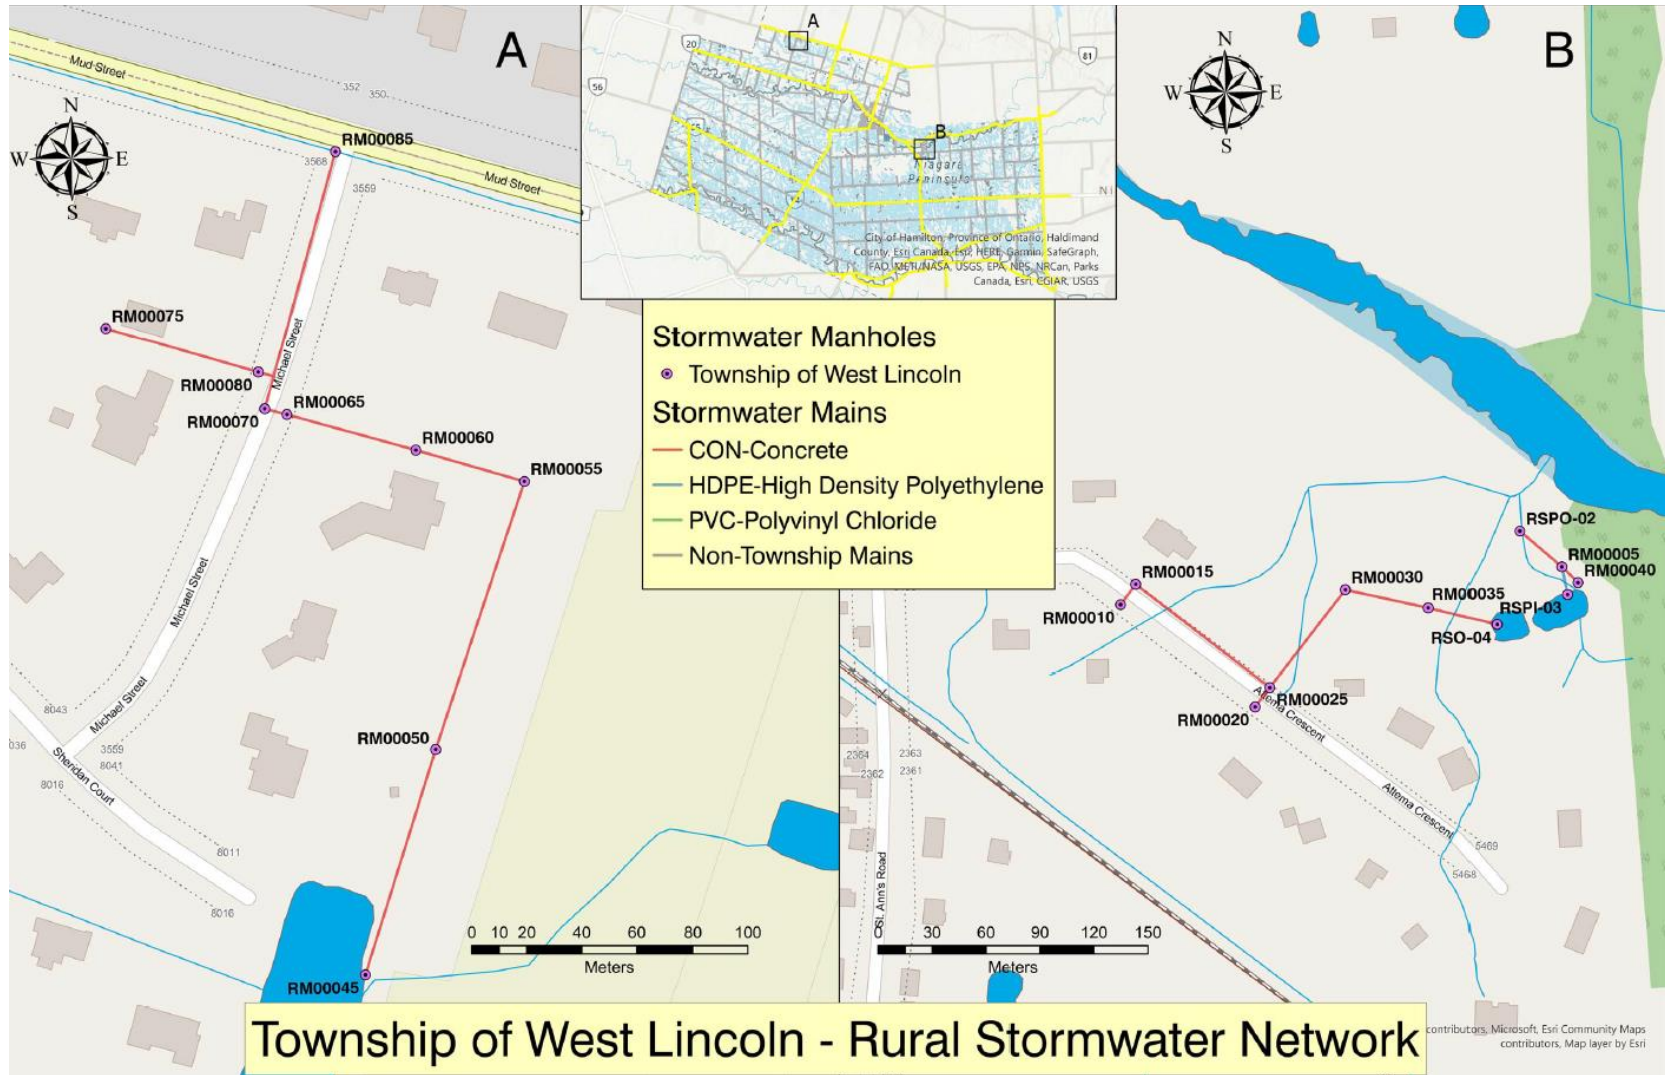 A
Mud Street
352 350
N
W E
S
RM00085
3568
3559
Mud Street
RM00075
RM00080
Michael Street
RM00065
RM00070
RM00060
RM00055
Michael Street
RM00050
Michael Street
8043
036
3559
8041
8016
Sheridan Court
8011
8016
RM00045
0 10 20 40 60 80 100
Meters
A
20
81
56
B
Niagara
Peninsula
Ni
City of Hamilton, Province of Ontario, Haldimand
County, Esri Canada, Esri, HERE, Garmin, SafeGraph,
FAO, METI/NASA, USGS, EPA, NPS, NRCan, Parks
Canada, Esri, CGIAR, USGS
Stormwater Manholes
Township of West Lincoln
Stormwater Mains
CON-Concrete
HDPE-High Density Polyethylene
PVC-Polyvinyl Chloride
Non-Township Mains
B
N
W E
S
RSPO-02
RM00005
RM00040
RM00015
RM00030
RM00035
RSPI-03
RM00010
RSO-04
RM00025
RM00020
Altema Crescent
2364 2363
2362 2361
Altema Crescent
5469
5468
St. Ann's Road
0 30 60 90 120 150
Meters
Township of West Lincoln - Rural Stormwater Network
contributors, Microsoft, Esri Community Maps
contributors, Map layer by Esri